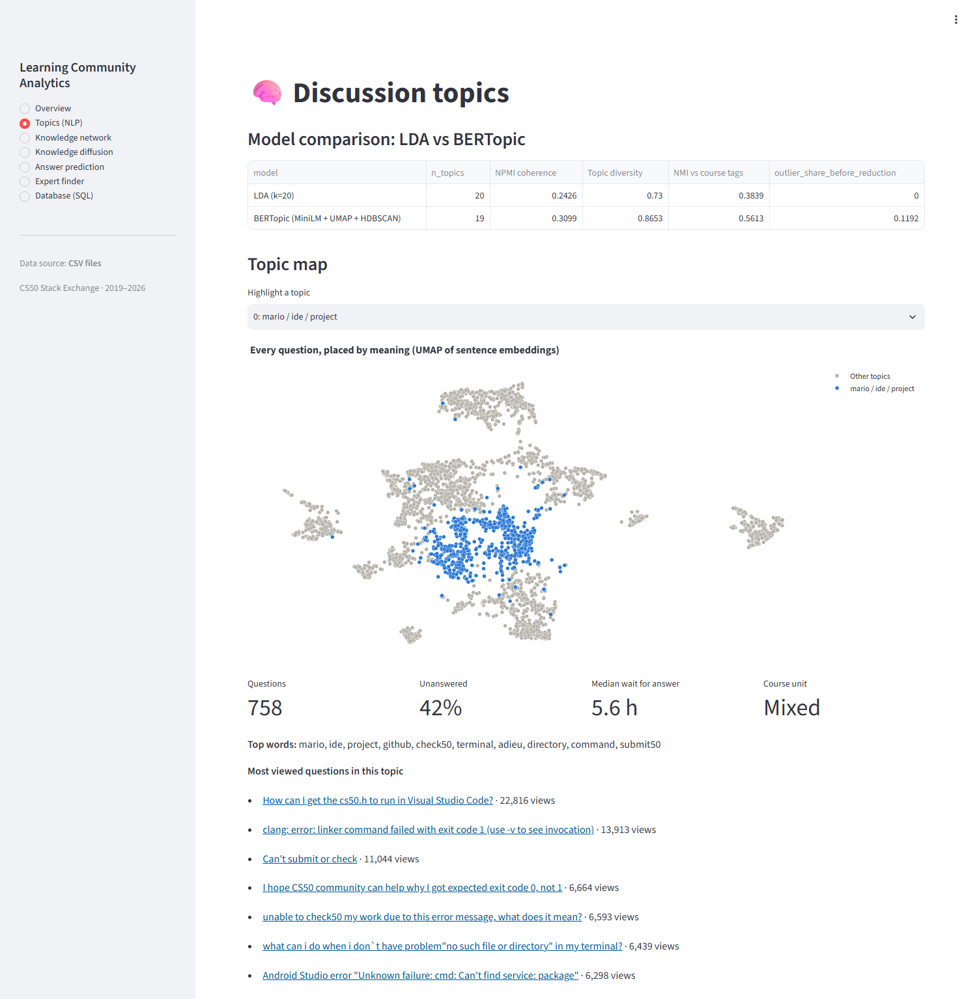 Learning Community
Analytics
Overview
Topics (NLP)
Knowledge network
Knowledge diffusion
Answer prediction
Expert finder
Database (SQL)
Data source: CSV files
CS50 Stack Exchange · 2019–2026
Discussion topics
Model comparison: LDA vs BERTopic
model n_topics NPMI coherence Topic diversity NMI vs course tags outlier_share_before_reduction
LDA (k=20) 20 0.2426 0.73 0.3839 0
BERTopic (MiniLM + UMAP + HDBSCAN) 19 0.3099 0.8653 0.5613 0.1192
Topic map
Highlight a topic
0: mario / ide / project
Every question, placed by meaning (UMAP of sentence embeddings)
Other topics
mario / ide / project
Questions Unanswered Median wait for answer Course unit
758 42% 5.6 h Mixed
Top words: mario, ide, project, github, check50, terminal, adieu, directory, command, submit50
Most viewed questions in this topic
• How can I get the cs50.h to run in Visual Studio Code? · 22,816 views
• clang: error: linker command failed with exit code 1 (use -v to see invocation) · 13,913 views
• Can't submit or check · 11,044 views
• I hope CS50 community can help why I got expected exit code 0, not 1 · 6,664 views
• unable to check50 my work due to this error message, what does it mean? · 6,593 views
• what can i do when i don`t have problem"no such file or directory" in my terminal? · 6,439 views
• Android Studio error "Unknown failure: cmd: Can't find service: package" · 6,298 views